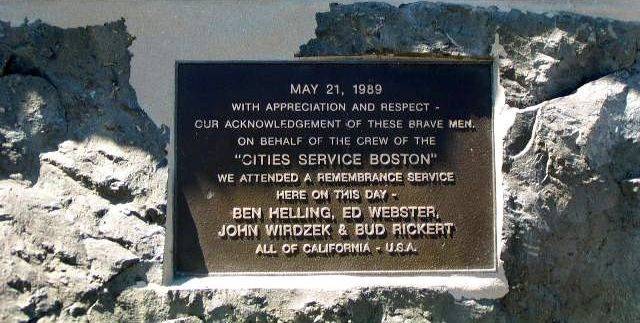 MAY 21, 1989
WITH APPRECIATION AND RESPECT -
OUR ACKNOWLEDGEMENT OF THESE BRAVE MEN.
ON BEHALF OF THE CREW OF THE
"CITIES SERVICE BOSTON"
WE ATTENDED A REMEMBRANCE SERVICE
HERE ON THIS DAY -
BEN HELLING, ED WEBSTER,
JOHN WIRDZEK & BUD RICKERT
ALL OF CALIFORNIA - U.S.A.